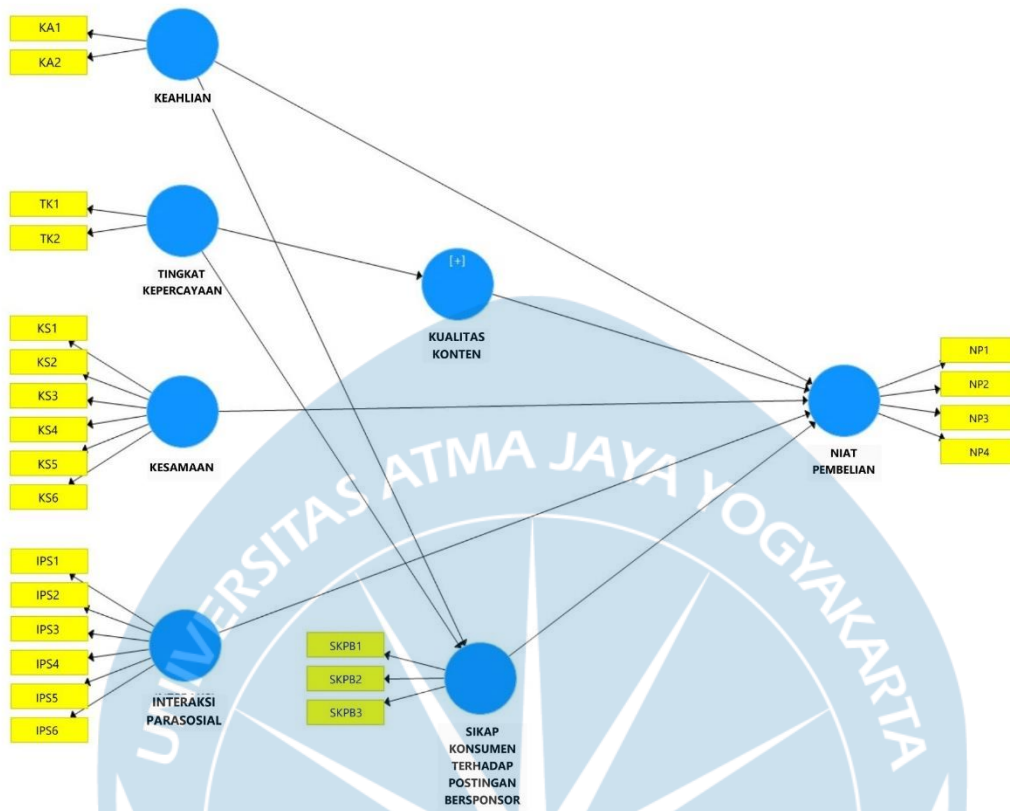 KA1
KA2
KEAHLIAN
TK1
TK2
TINGKAT
KEPERCAYAAN
[+]
KUALITAS
KONTEN
KS1
KS2
KS3
KS4
KS5
KS6
KESAMAAN
NP1
NP2
NP3
NP4
NIAT
PEMBELIAN
IPS1
IPS2
IPS3
IPS4
IPS5
IPS6
INTERAKSI
PARASOSIAL
SKPB1
SKPB2
SKPB3
SIKAP
KONSUMEN
TERHADAP
POSTINGAN
BERSPONSOR
UNIVERSITAS ATMA JAYA YOGYAKARTA